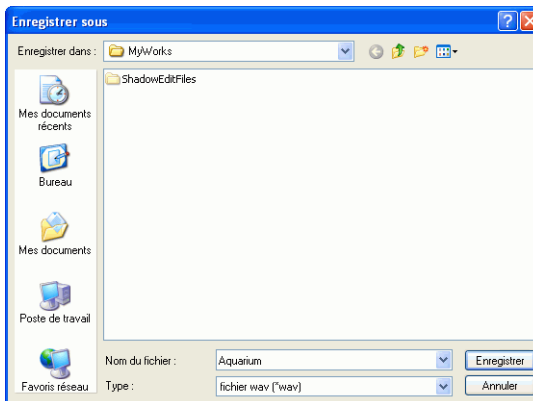 Enregistrer sous
Enregistrer dans : MyWorks
ShadowEditFiles
Mes documents
récents
Bureau
Mes documents
Poste de travail
Favoris réseau
Nom du fichier : Aquarium Enregistrer
Type : fichier wav (*wav) Annuler